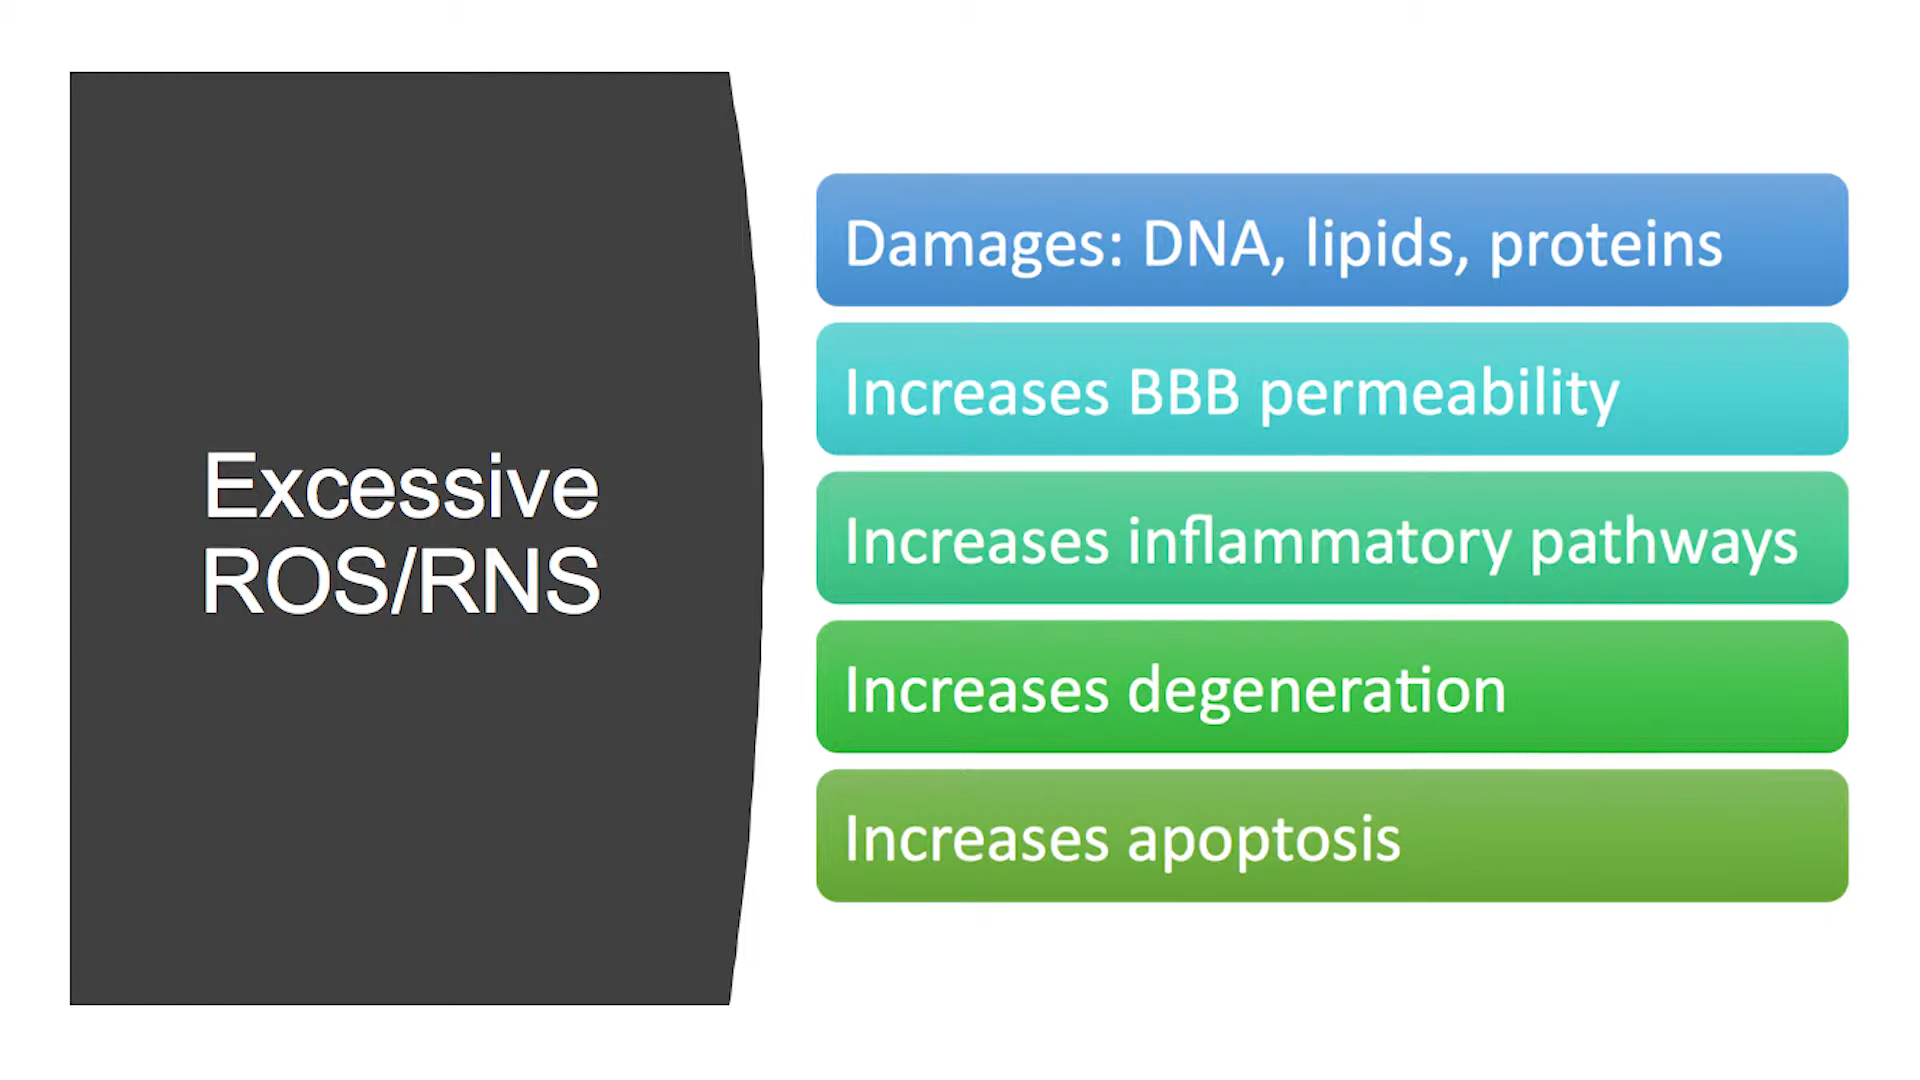 Excessive
ROS/RNS
Damages: DNA, lipids, proteins
Increases BBB permeability
Increases inflammatory pathways
Increases degeneration
Increases apoptosis